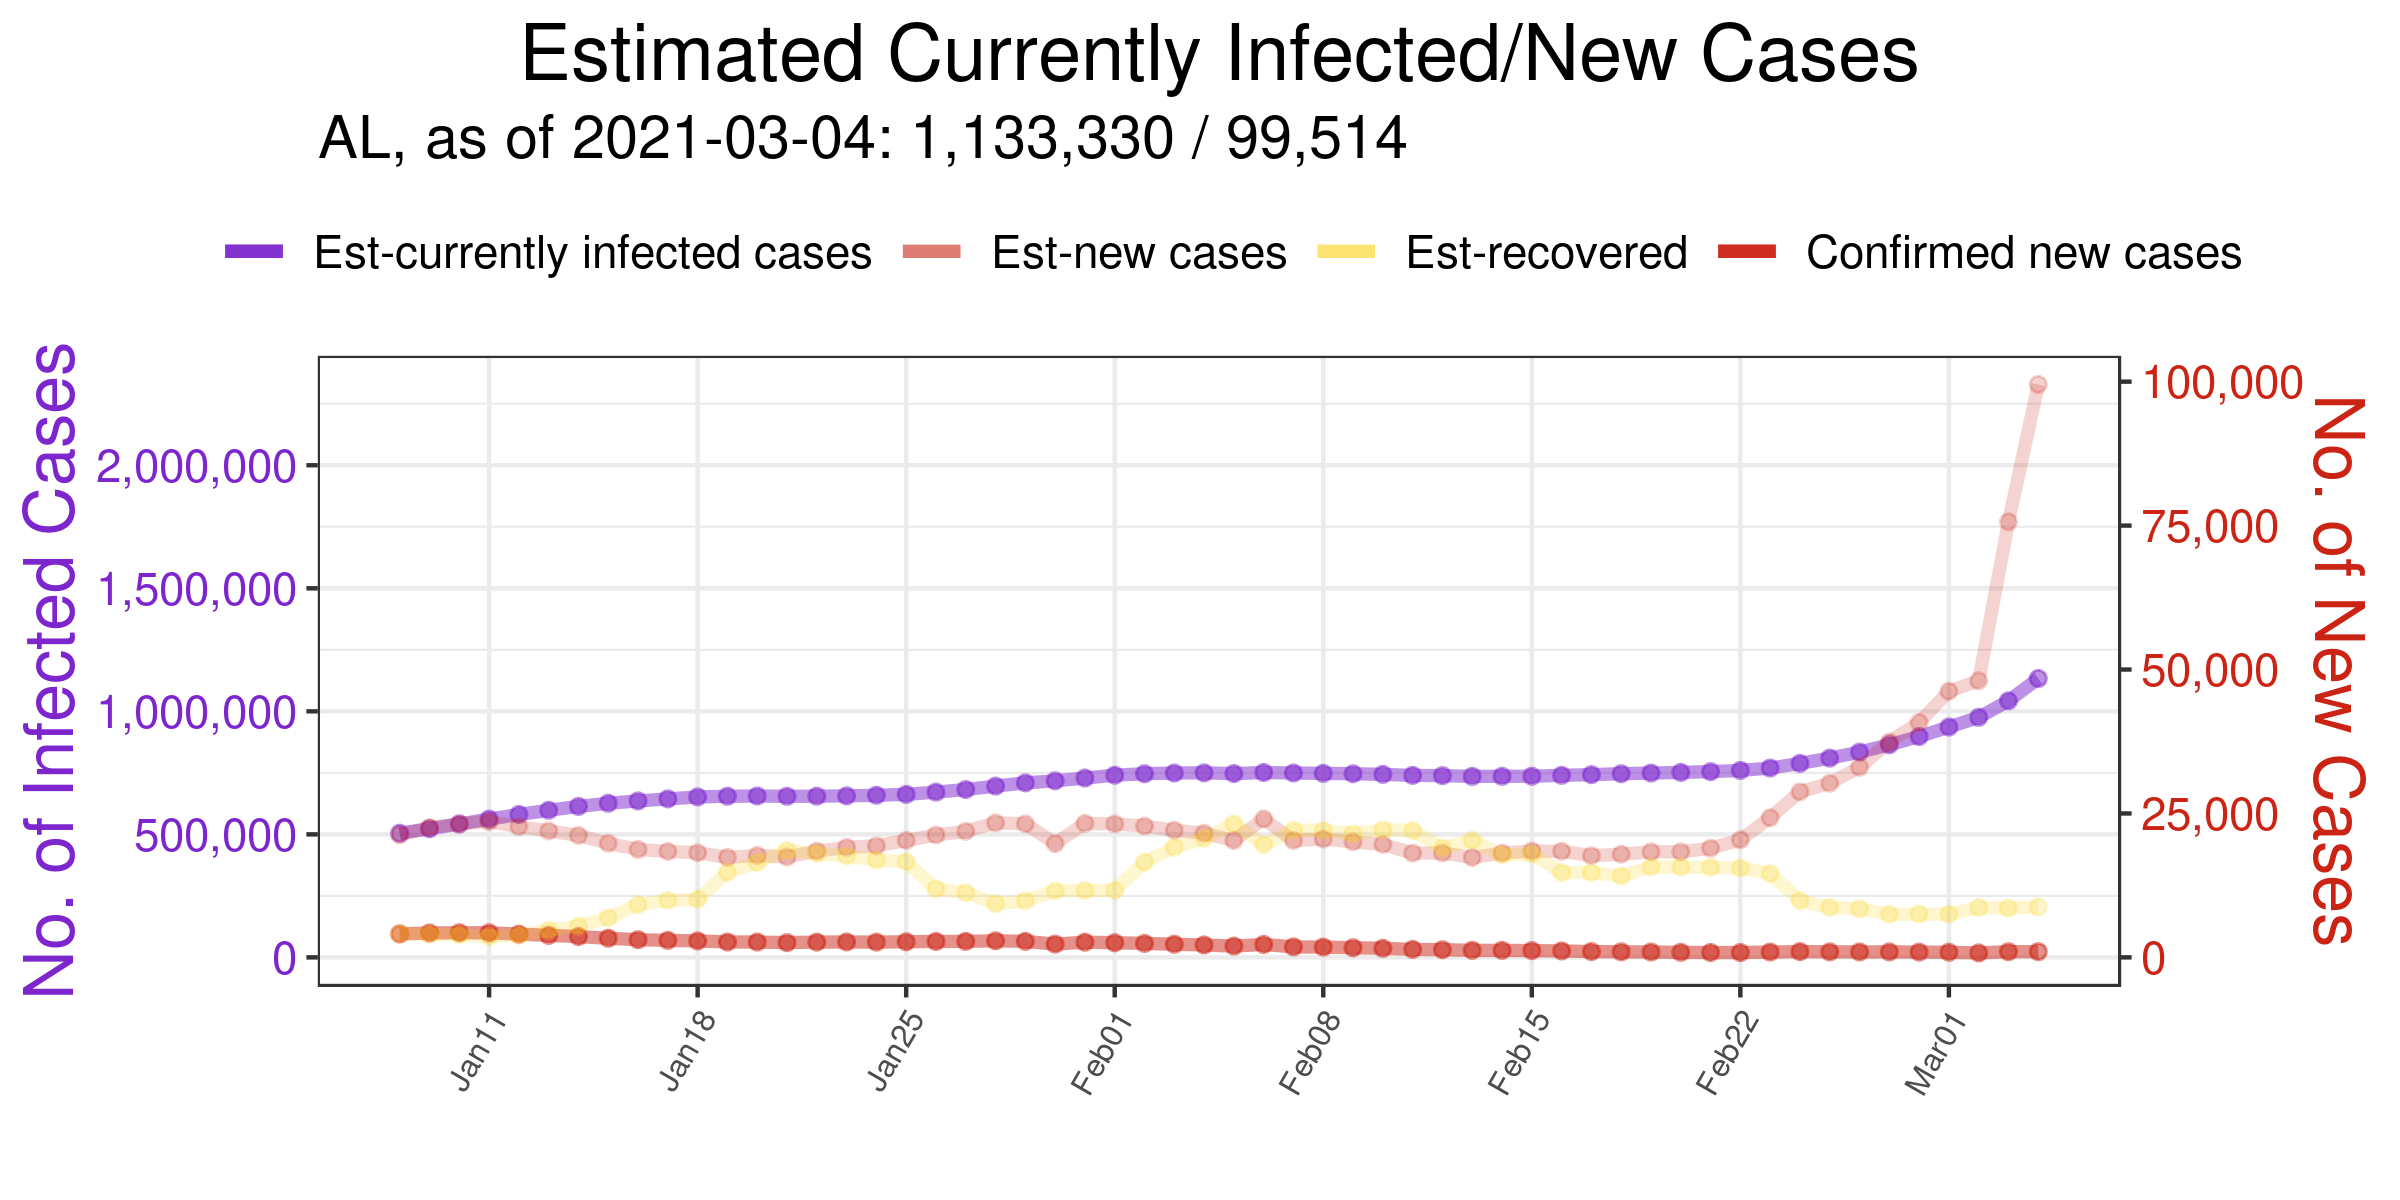 Estimated Currently Infected/New Cases
AL, as of 2021-03-04: 1,133,330 / 99,514
Est-currently infected cases Est-new cases Est-recovered Confirmed new cases
No. of Infected Cases
2,000,000
1,500,000
1,000,000
500,000
0
100,000
75,000
50,000
25,000
0
No. of New Cases
Jan11 Jan18 Jan25 Feb01 Feb08 Feb15 Feb22 Mar01